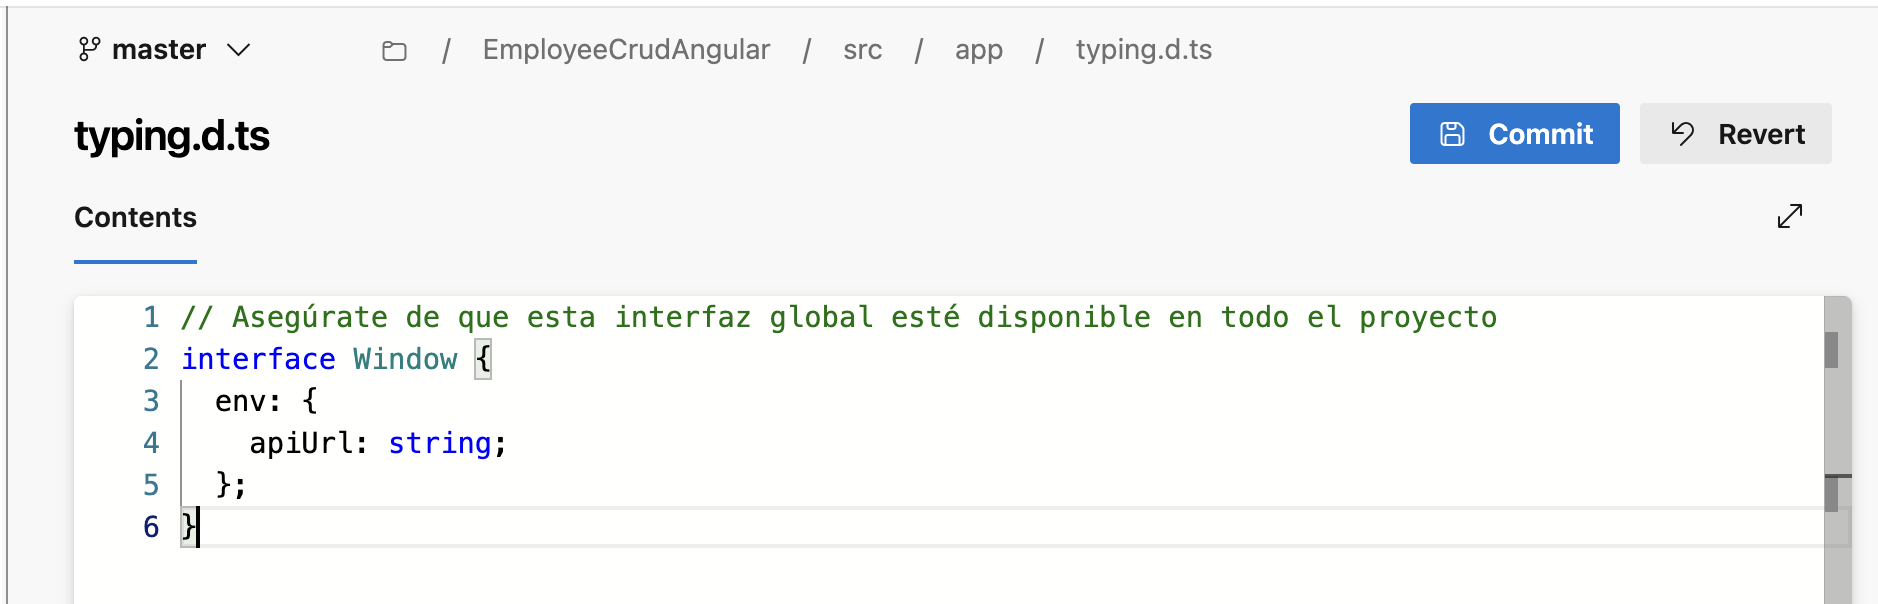 master
/ EmployeeCrudAngular / src / app / typing.d.ts
typing.d.ts
Commit
Revert
Contents
1 // Asegúrate de que esta interfaz global esté disponible en todo el proyecto
2 interface Window {
3 env: {
4 apiUrl: string;
5 };
6 }